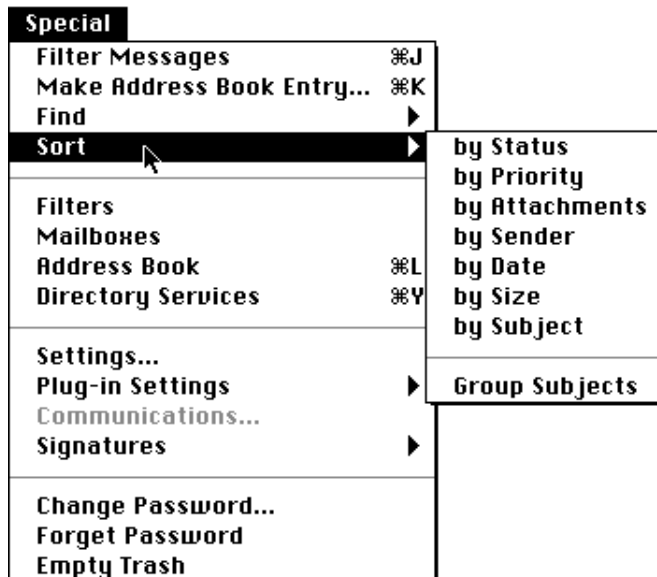 Special
Filter Messages ⌘J
Make Address Book Entry... ⌘K
Find
Sort
by Status
by Priority
by Attachments
by Sender
by Date
by Size
by Subject
Group Subjects
Filters
Mailboxes
Address Book ⌘L
Directory Services ⌘Y
Settings...
Plug-in Settings
Communications...
Signatures
Change Password...
Forget Password
Empty Trash